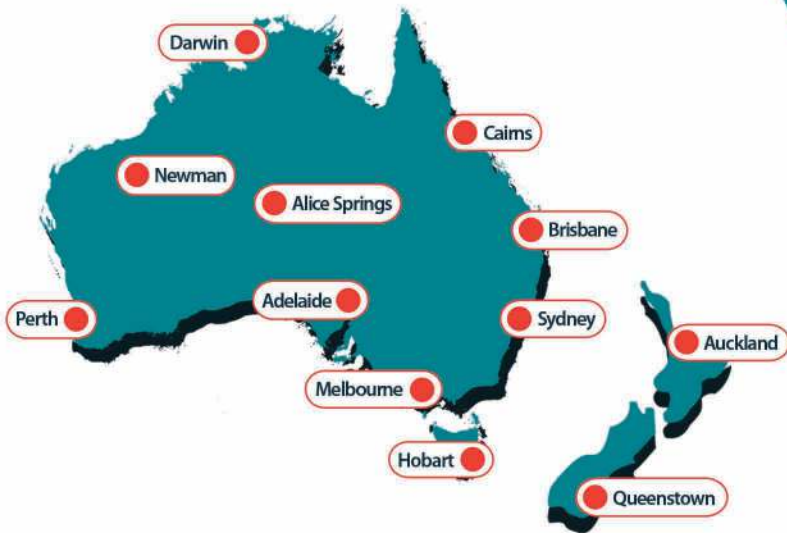 Darwin
Cairns
Newman
Alice Springs
Brisbane
Adelaide
Perth
Sydney
Auckland
Melbourne
Hobart
Queenstown